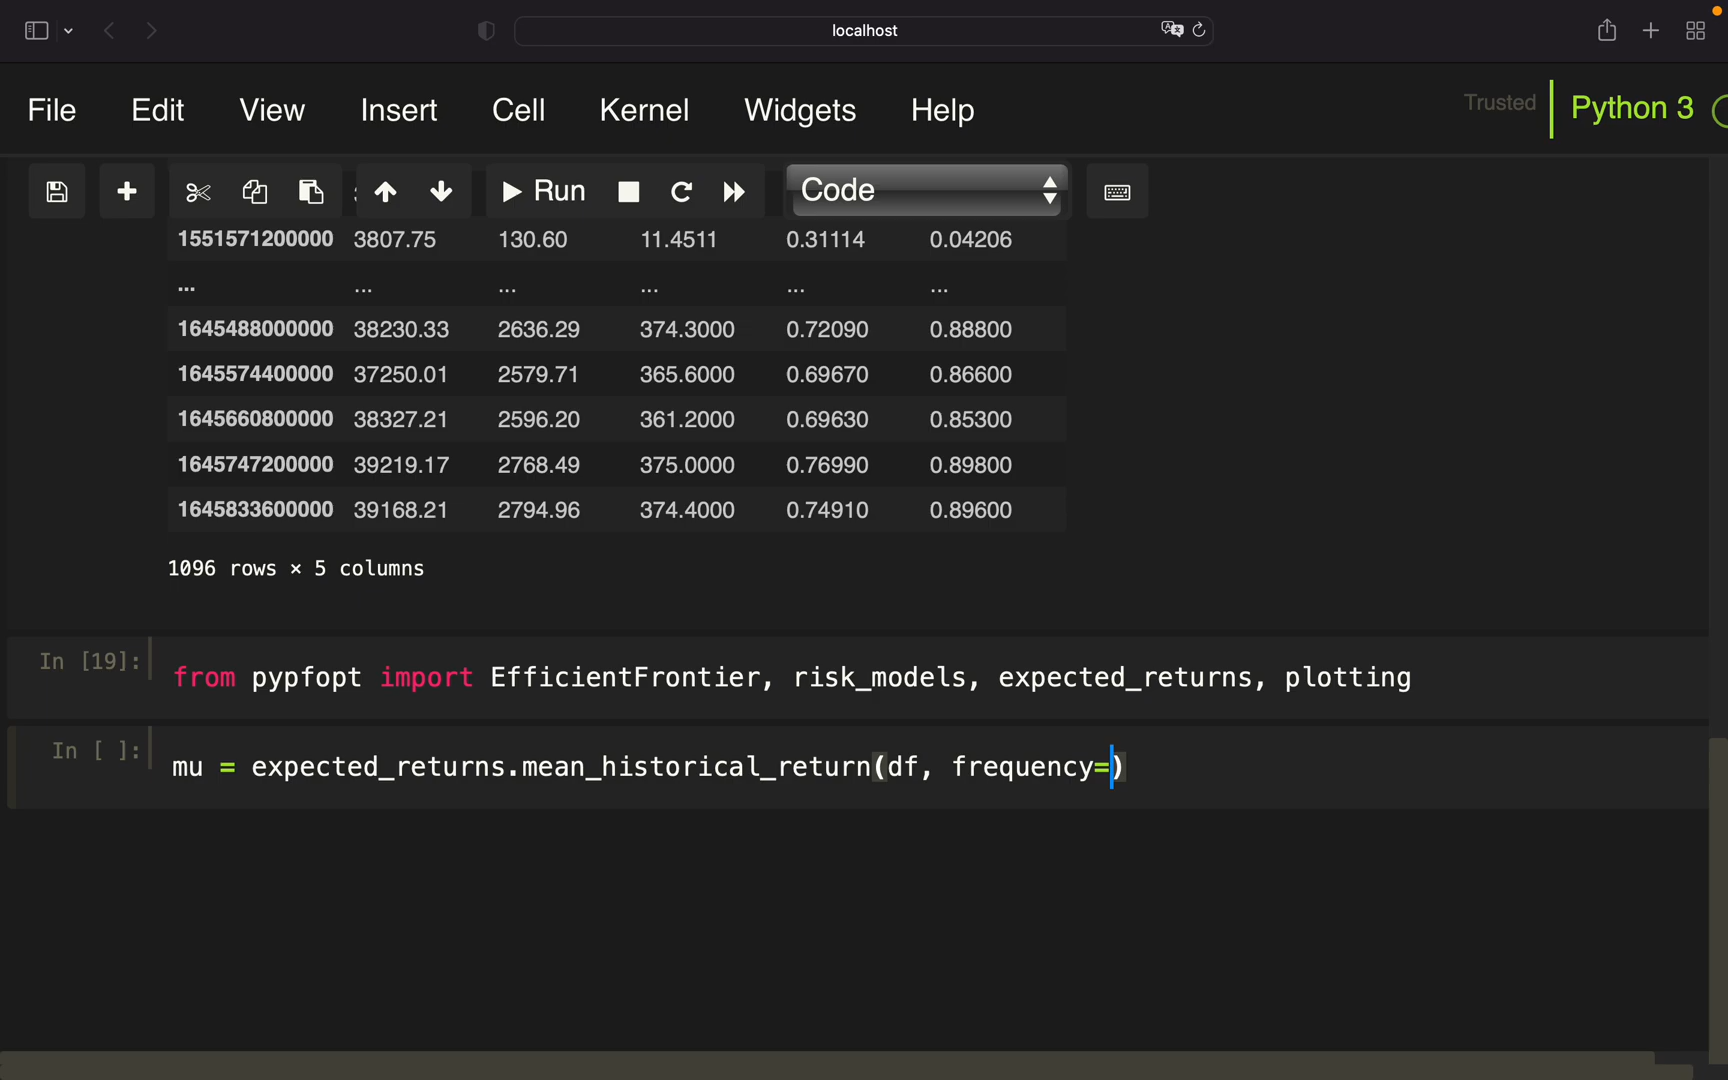 localhost
File Edit View Insert Cell Kernel Widgets Help Trusted Python 3
Run Code
1551571200000 3807.75 130.60 11.4511 0.31114 0.04206
... ... ... ... ... ...
1645488000000 38230.33 2636.29 374.3000 0.72090 0.88800
1645574400000 37250.01 2579.71 365.6000 0.69670 0.86600
1645660800000 38327.21 2596.20 361.2000 0.69630 0.85300
1645747200000 39219.17 2768.49 375.0000 0.76990 0.89800
1645833600000 39168.21 2794.96 374.4000 0.74910 0.89600
1096 rows × 5 columns
In [19]: from pypfopt import EfficientFrontier, risk_models, expected_returns, plotting
In [ ]: mu = expected_returns.mean_historical_return(df, frequency=)